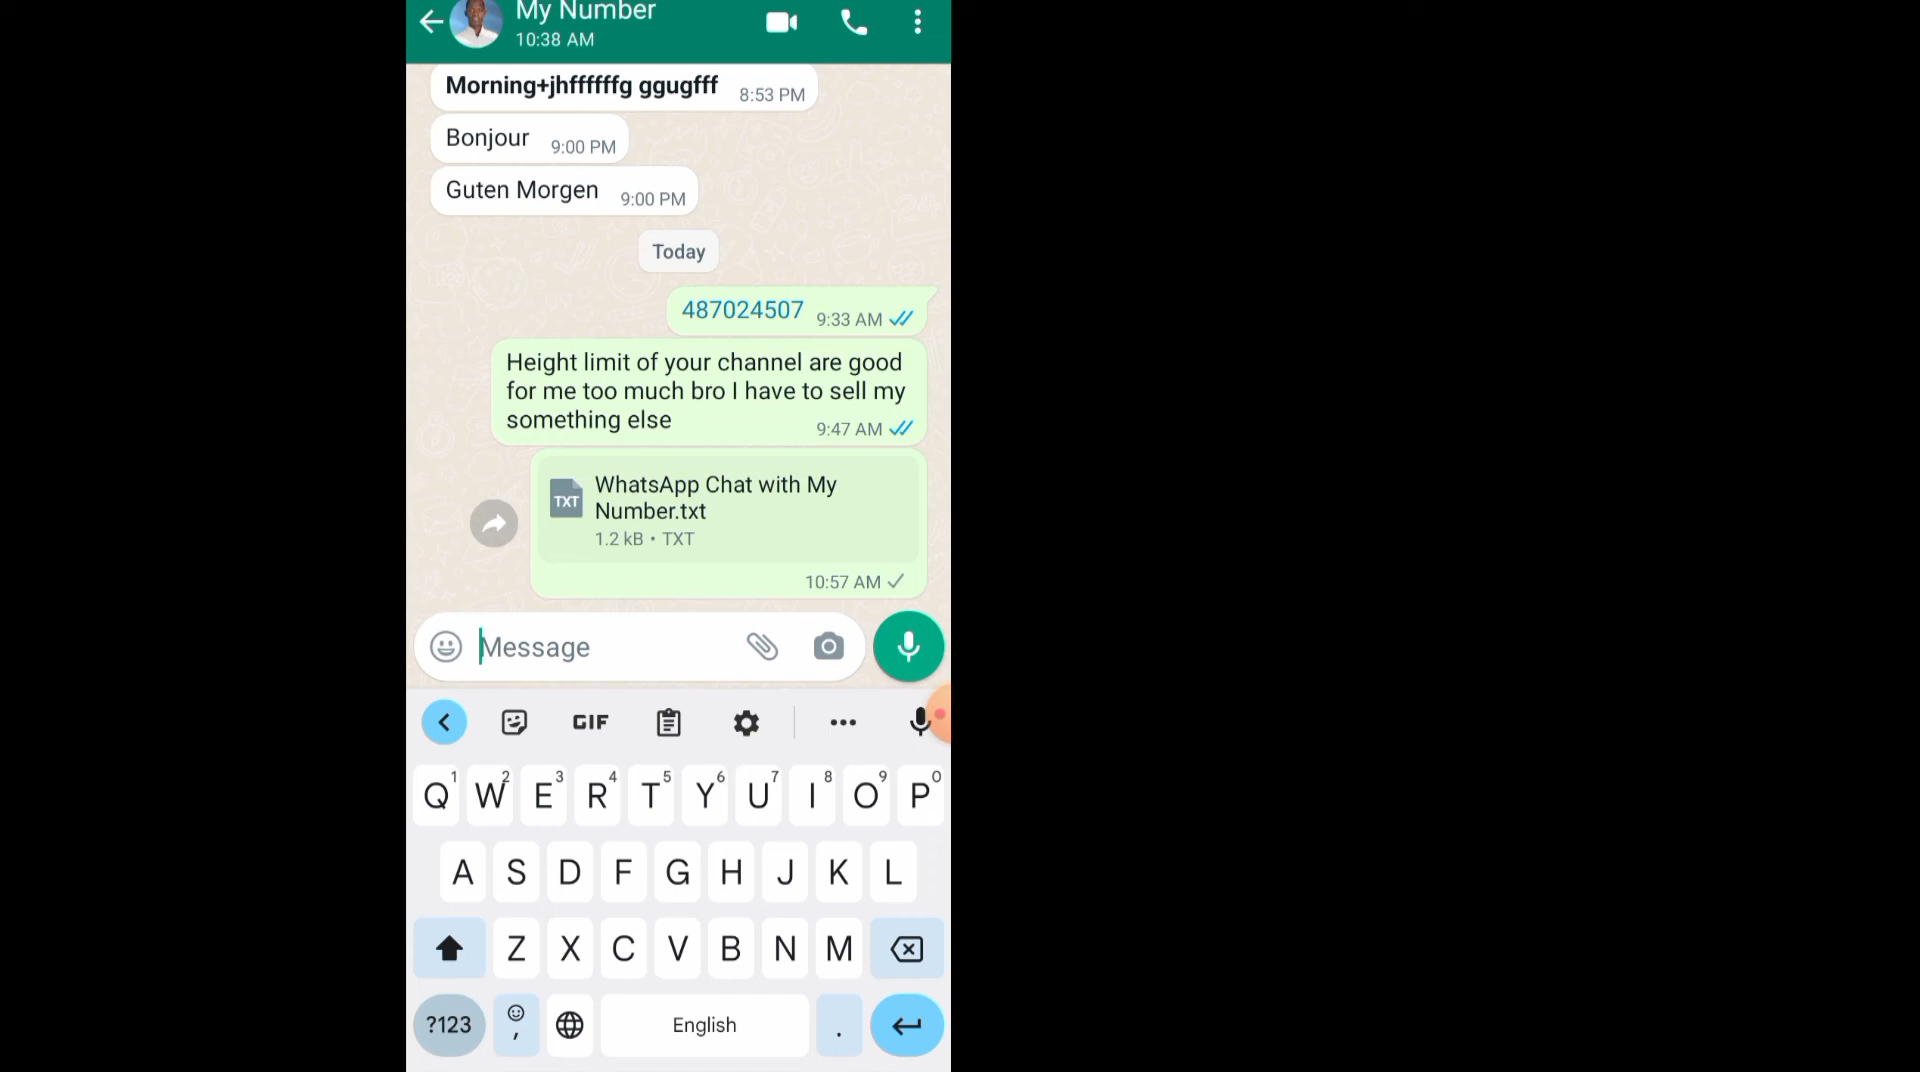 My Number
10:38 AM
Morning+jhffffffg ggugfff 8:53 PM
Bonjour 9:00 PM
Guten Morgen 9:00 PM
Today
487024507 9:33 AM
Height limit of your channel are good
for me too much bro I have to sell my
something else 9:47 AM
TXT
WhatsApp Chat with My
Number.txt
1.2 kB • TXT
10:57 AM
Message
GIF
Q1 W2 E3 R4 T5 Y6 U7 I8 O9 P0
A S D F G H J K L
Z X C V B N M
?123 , English .